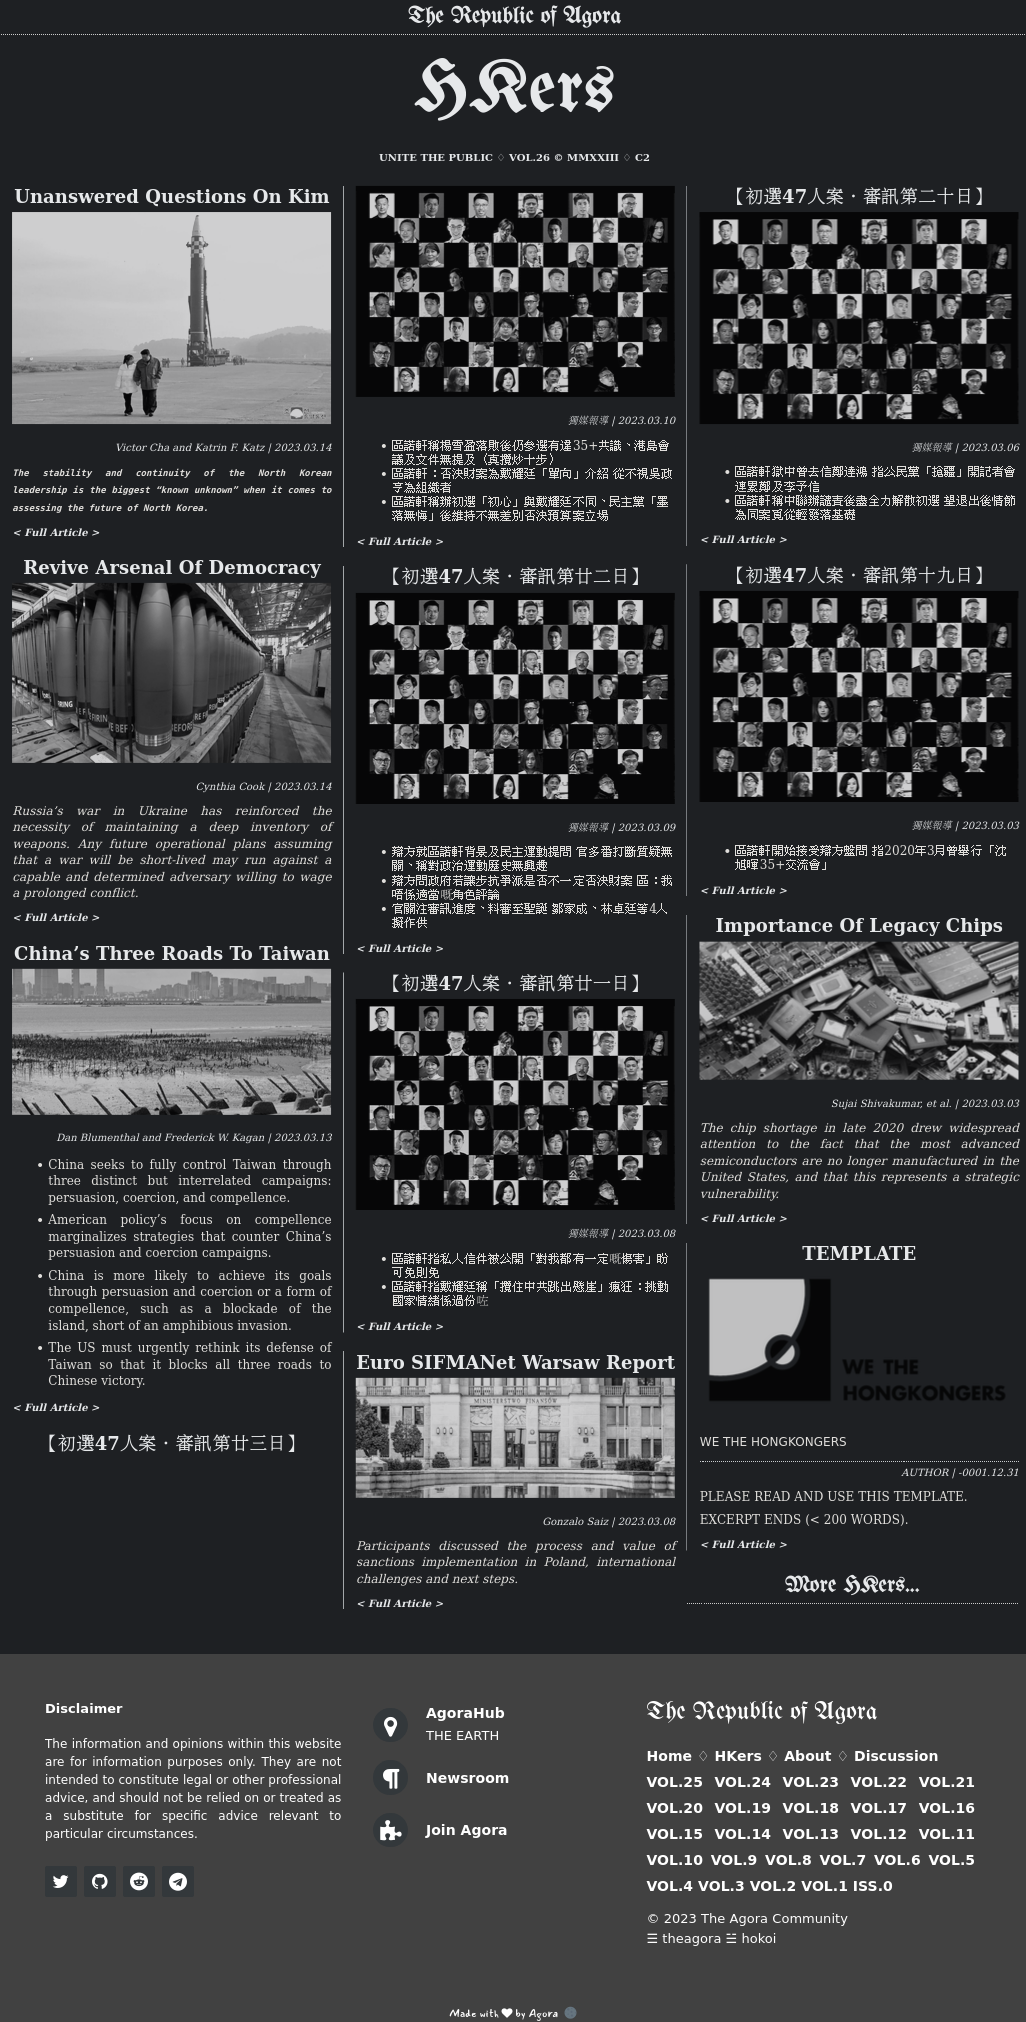 The Republic of Agora
HKers
UNITE THE PUBLIC ♢ VOL.26 © MMXXIII ♢ C2
Unanswered Questions On Kim
Victor Cha and Katrin F. Katz | 2023.03.14
The stability and continuity of the North Korean
leadership is the biggest “known unknown” when it comes to
assessing the future of North Korea.
< Full Article >
Revive Arsenal Of Democracy
Cynthia Cook | 2023.03.14
Russia’s war in Ukraine has reinforced the
necessity of maintaining a deep inventory of
weapons. Any future operational plans assuming
that a war will be short-lived may run against a
capable and determined adversary willing to wage
a prolonged conflict.
< Full Article >
China’s Three Roads To Taiwan
Dan Blumenthal and Frederick W. Kagan | 2023.03.13
• China seeks to fully control Taiwan through
three distinct but interrelated campaigns:
persuasion, coercion, and compellence.
• American policy’s focus on compellence
marginalizes strategies that counter China’s
persuasion and coercion campaigns.
• China is more likely to achieve its goals
through persuasion and coercion or a form of
compellence, such as a blockade of the
island, short of an amphibious invasion.
• The US must urgently rethink its defense of
Taiwan so that it blocks all three roads to
Chinese victory.
< Full Article >
【初選47人案・審訊第廿三日】
獨媒報導 | 2023.03.10
• 區諾軒稱楊雪盈落敗後仍參選有違35+共識、港島會
議及文件無提及〈真攬炒十步〉
• 區諾軒：否決財案為戴耀廷「單向」介紹 從不視吳政
亨為組織者
• 區諾軒稱辦初選「初心」與戴耀廷不同、民主黨「墨
落無悔」後維持不無差別否決預算案立場
< Full Article >
【初選47人案・審訊第廿二日】
獨媒報導 | 2023.03.09
• 辯方就區諾軒背景及民主運動提問 官多番打斷質疑無
關、稱對政治運動歷史無興趣
• 辯方問政府若讓步抗爭派是否不一定否決財案 區：我
唔係適當嘅角色評論
• 官關注審訊進度、料審至聖誕 鄒家成、林卓廷等4人
擬作供
< Full Article >
【初選47人案・審訊第廿一日】
獨媒報導 | 2023.03.08
• 區諾軒指私人信件被公開「對我都有一定嘅傷害」盼
可免則免
• 區諾軒指戴耀廷稱「攬住中共跳出懸崖」瘋狂：挑動
國家情緒係過份咗
< Full Article >
Euro SIFMANet Warsaw Report
MINISTERSTWO FINANSÓW
Gonzalo Saiz | 2023.03.08
Participants discussed the process and value of
sanctions implementation in Poland, international
challenges and next steps.
< Full Article >
【初選47人案・審訊第二十日】
獨媒報導 | 2023.03.06
• 區諾軒獄中曾去信鄭達鴻 指公民黨「搶驪」開記者會
連累鄭及李予信
• 區諾軒稱中聯辦譴責後盡全力解散初選 望退出後情節
為同案覓從輕發落基礎
< Full Article >
【初選47人案・審訊第十九日】
獨媒報導 | 2023.03.03
• 區諾軒開始接受辯方盤問 指2020年3月曾舉行「沈
旭暉35+交流會」
< Full Article >
Importance Of Legacy Chips
Sujai Shivakumar, et al. | 2023.03.03
The chip shortage in late 2020 drew widespread
attention to the fact that the most advanced
semiconductors are no longer manufactured in the
United States, and that this represents a strategic
vulnerability.
< Full Article >
TEMPLATE
WE THE
HONGKONGERS
WE THE HONGKONGERS
AUTHOR | -0001.12.31
PLEASE READ AND USE THIS TEMPLATE.
EXCERPT ENDS (< 200 WORDS).
< Full Article >
More HKers...
Disclaimer
The information and opinions within this website
are for information purposes only. They are not
intended to constitute legal or other professional
advice, and should not be relied on or treated as
a substitute for specific advice relevant to
particular circumstances.
AgoraHub
THE EARTH
Newsroom
Join Agora
The Republic of Agora
Home ♢ HKers ♢ About ♢ Discussion
VOL.25 VOL.24 VOL.23 VOL.22 VOL.21
VOL.20 VOL.19 VOL.18 VOL.17 VOL.16
VOL.15 VOL.14 VOL.13 VOL.12 VOL.11
VOL.10 VOL.9 VOL.8 VOL.7 VOL.6 VOL.5
VOL.4 VOL.3 VOL.2 VOL.1 ISS.0
© 2023 The Agora Community
☰ theagora ☱ hokoi
Made with ♥ by Agora